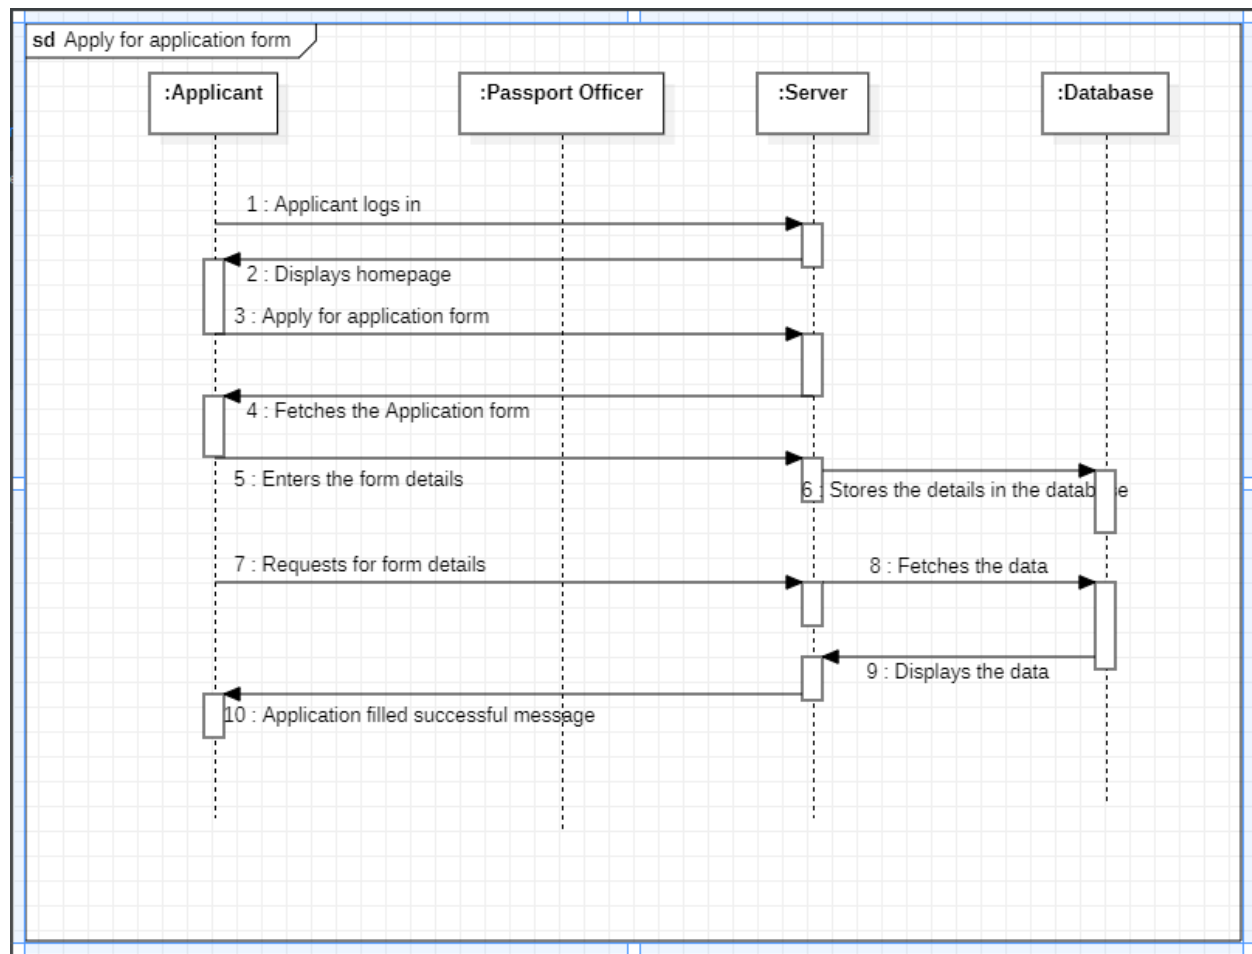 sd Apply for application form
:Applicant
:Passport Officer
:Server
:Database
1 : Applicant logs in
2 : Displays homepage
3 : Apply for application form
4 : Fetches the Application form
5 : Enters the form details
6 : Stores the details in the database
7 : Requests for form details
8 : Fetches the data
9 : Displays the data
10 : Application filled successful message